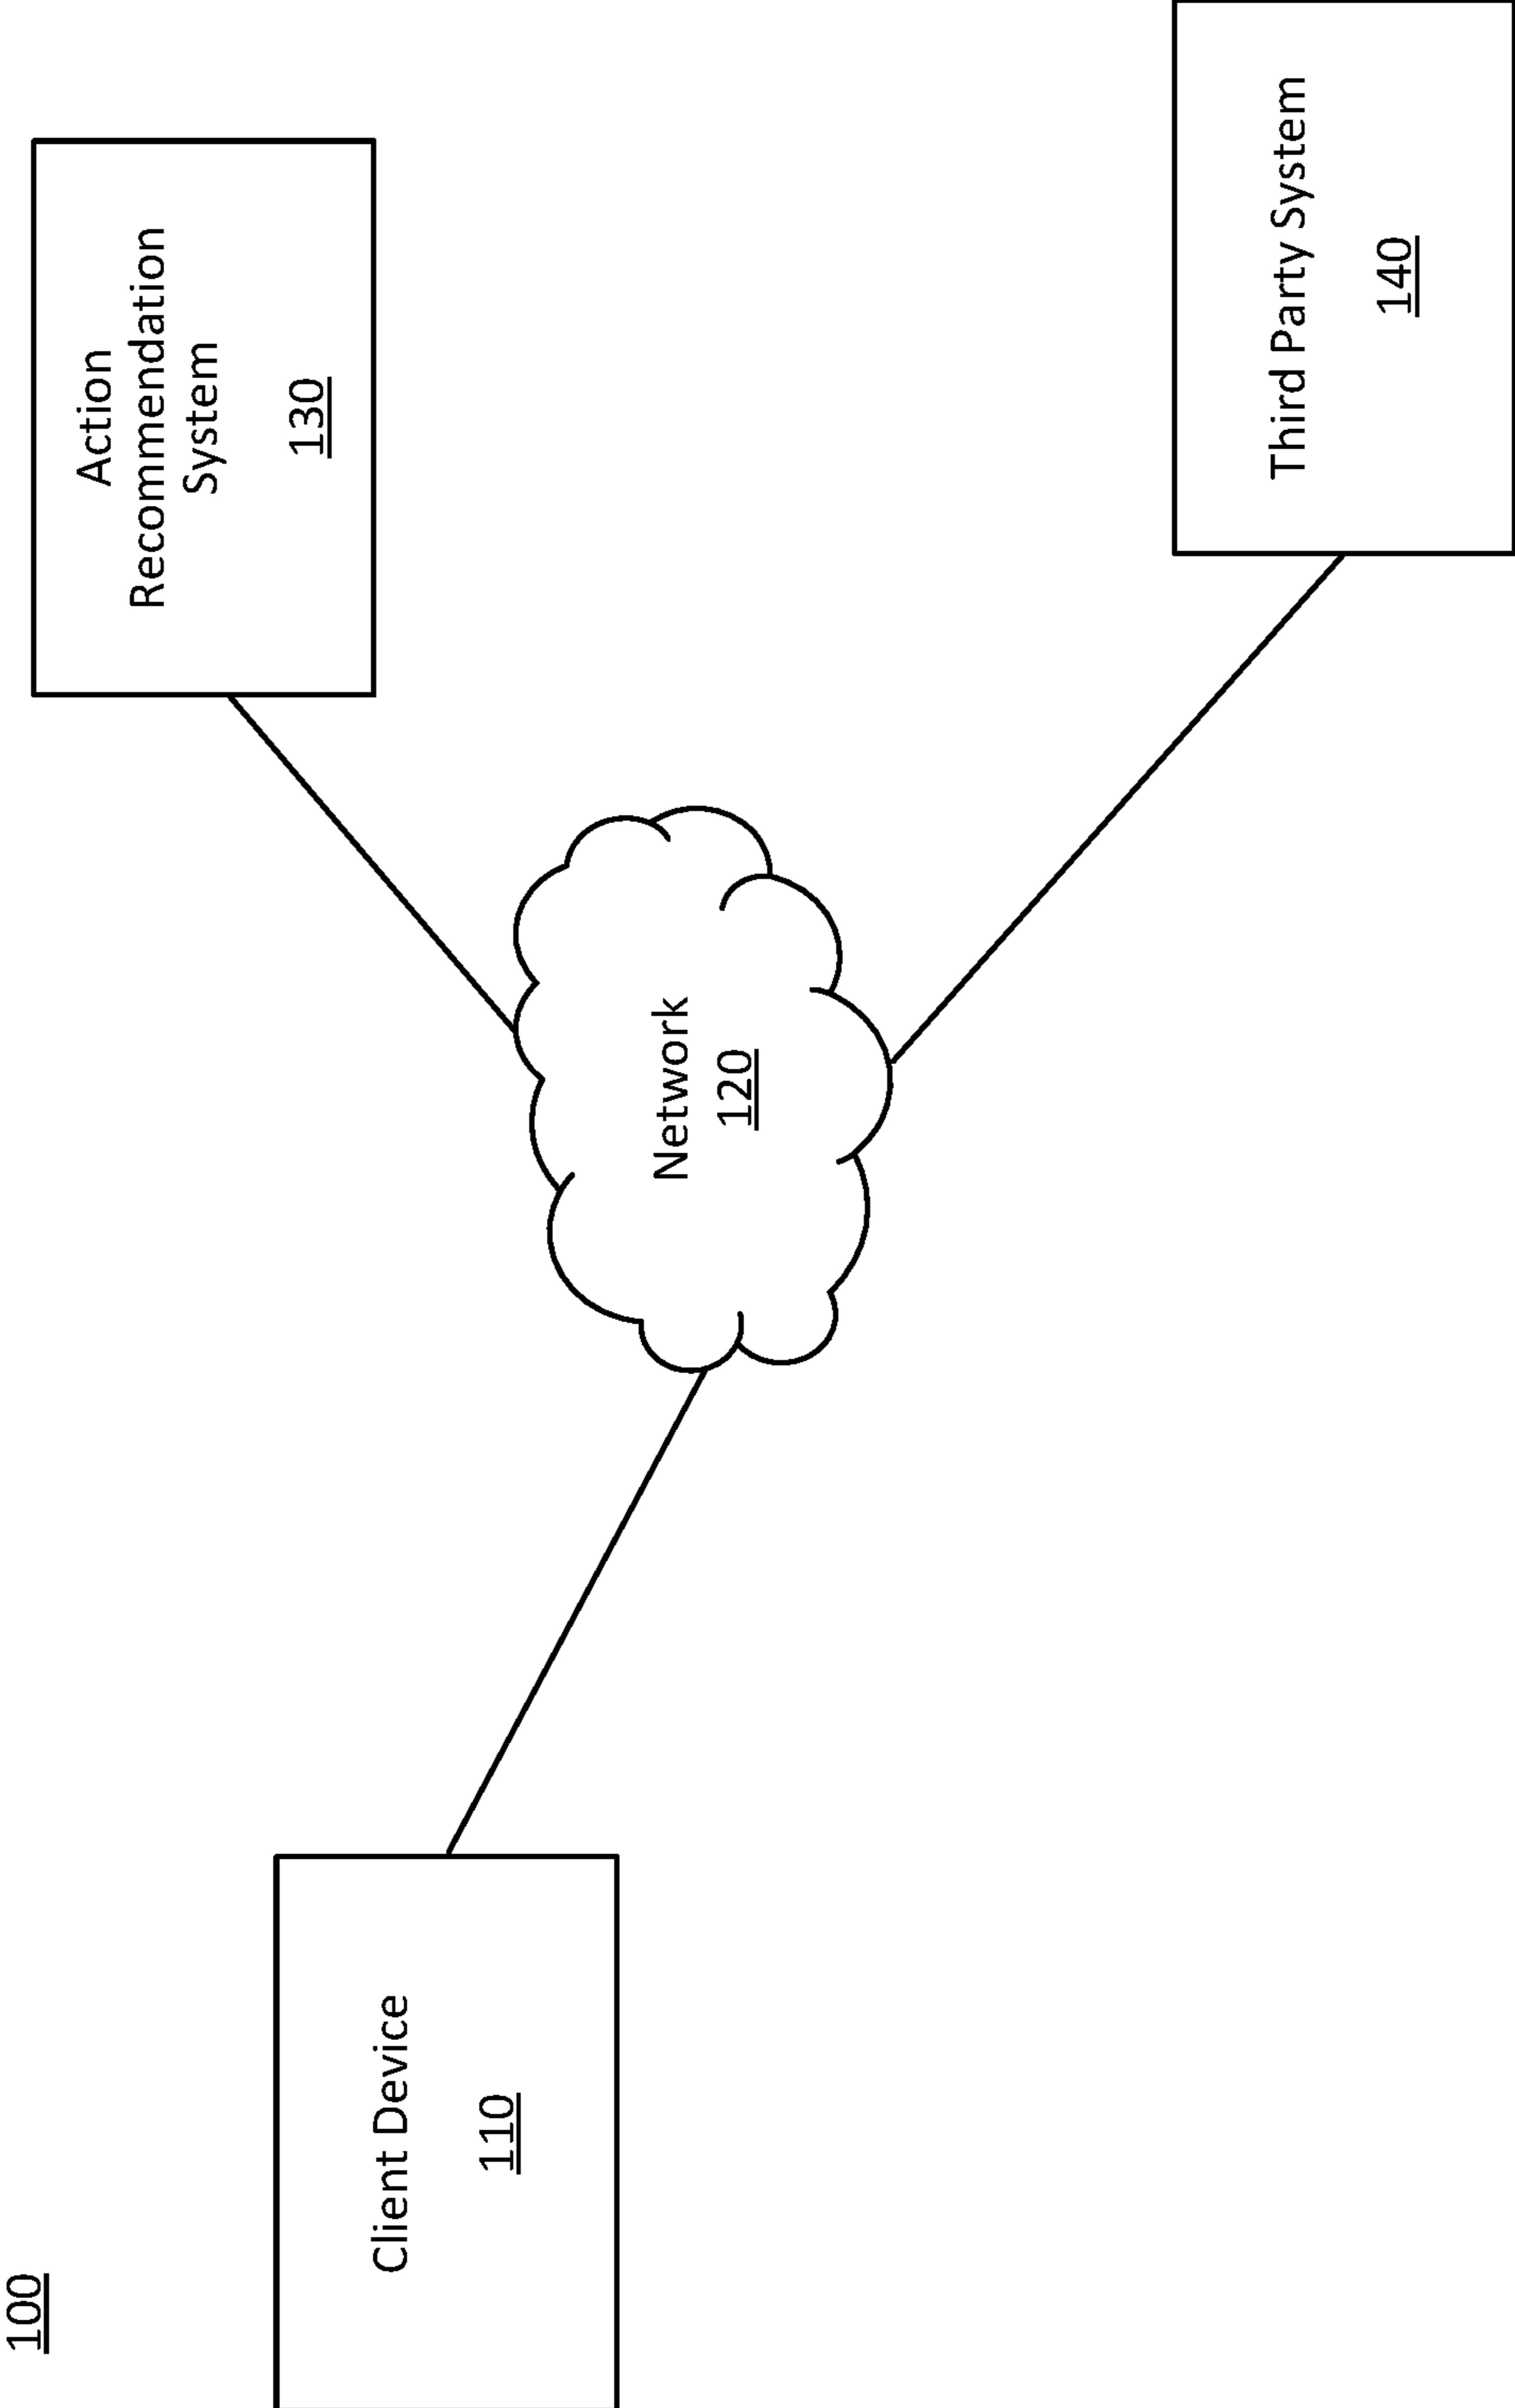 100
Client Device
110
Network
120
Action
Recommendation
System
130
Third Party System
140